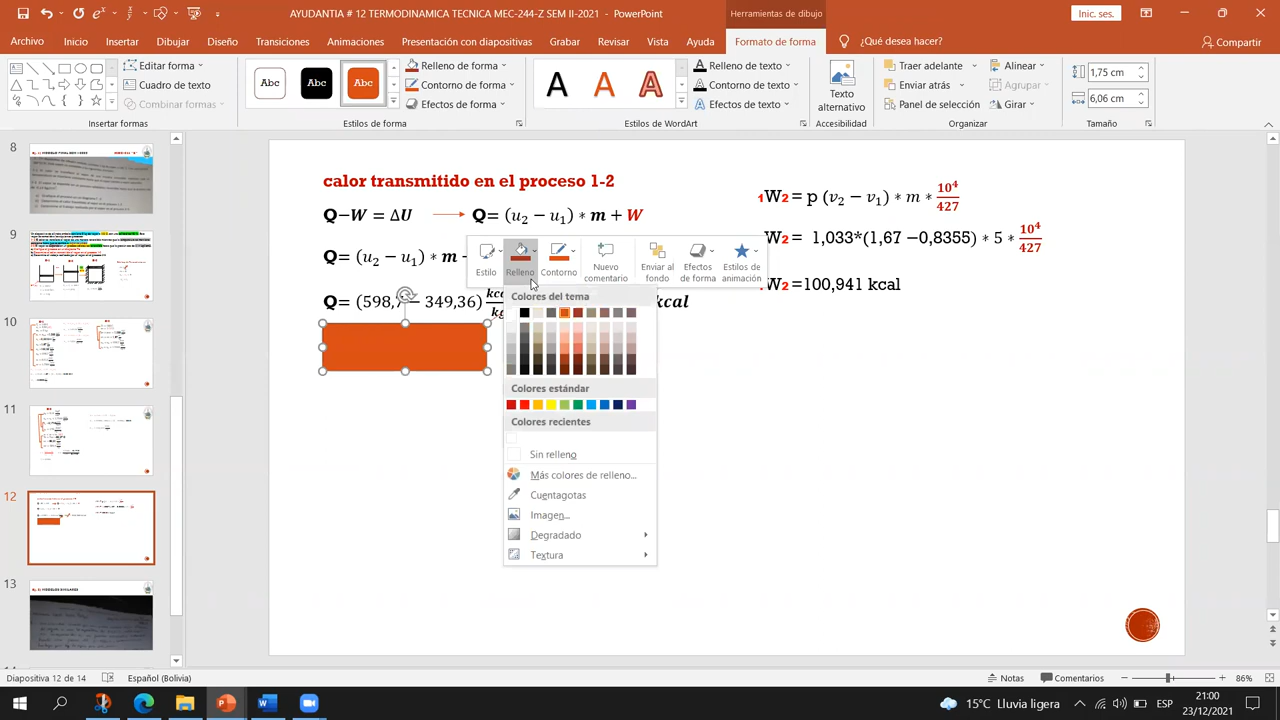 AYUDANTIA # 12 TERMODINAMICA TECNICA MEC-244-Z SEM II-2021 - PowerPoint
Herramientas de dibujo
Inic. ses.
Archivo Inicio Insertar Dibujar Diseño Transiciones Animaciones Presentación con diapositivas Grabar Revisar Vista Ayuda Formato de forma ¿Qué desea hacer? Compartir
Editar forma
Cuadro de texto
Combinar formas
Insertar formas
Abc Abc Abc
Relleno de forma
Contorno de forma
Efectos de forma
Estilos de forma
A A A
Relleno de texto
Contorno de texto
Efectos de texto
Estilos de WordArt
Texto
alternativo
Accesibilidad
Traer adelante
Enviar atrás
Panel de selección
Alinear
Agrupar
Girar
Organizar
1,75 cm
6,06 cm
Tamaño
8
9
10
11
12
13
calor transmitido en el proceso 1-2
Q−W = ΔU → Q= (u₂ − u₁) ∗ m + W
Q= (u₂ − u₁) ∗ m
Q= (598,7 − 349,36)
kcal
₁W₂ = p (v₂ − v₁) ∗ m ∗ 10⁴/427
W₂ = 1,033*(1,67 −0,8355) ∗ 5 ∗ 10⁴/427
W₂ =100,941 kcal
Estilo Relleno Contorno
Nuevo
comentario
Enviar al
fondo
Efectos
de forma
Estilos de
animación
Colores del tema
Colores estándar
Colores recientes
Sin relleno
Más colores de relleno...
Cuentagotas
Imagen...
Degradado
Textura
Diapositiva 12 de 14 Español (Bolivia) Notas Comentarios 86%
15°C Lluvia ligera ESP
21:00
23/12/2021